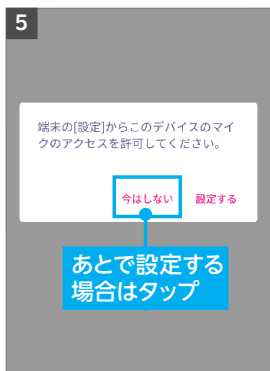 5
端末の[設定]からこのデバイスのマイ
クのアクセスを許可してください。
今はしない 設定する
あとで設定する
場合はタップ